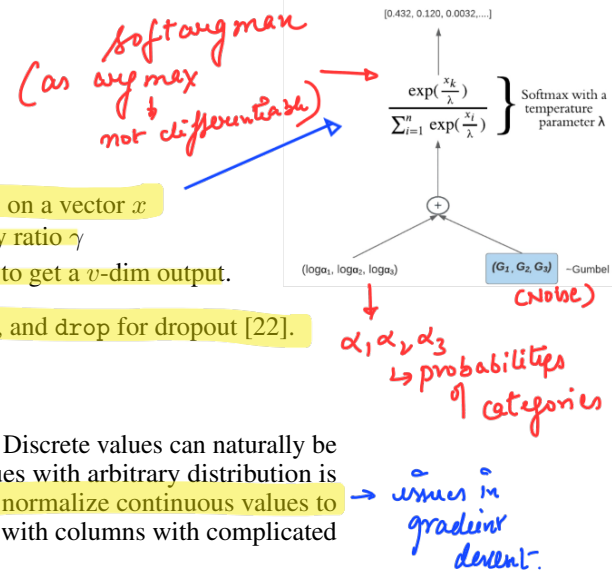 [0.432, 0.120, 0.0032,....]
softargmax
(as argmax
not differentiable)
exp(xₖ/λ)
∑ⁿᵢ₌₁ exp(xᵢ/λ)
Softmax with a
temperature
parameter λ
+
(logα₁, logα₂, logα₃)
(G₁, G₂, G₃) ~Gumbel
(Noise)
α₁ α₂ α₃
↳ probabilities
of categories
on a vector x
y ratio γ
to get a v-dim output.
, and drop for dropout [22].
Discrete values can naturally be
ues with arbitrary distribution is
normalize continuous values to
with columns with complicated
→ issues in
gradient
descent.